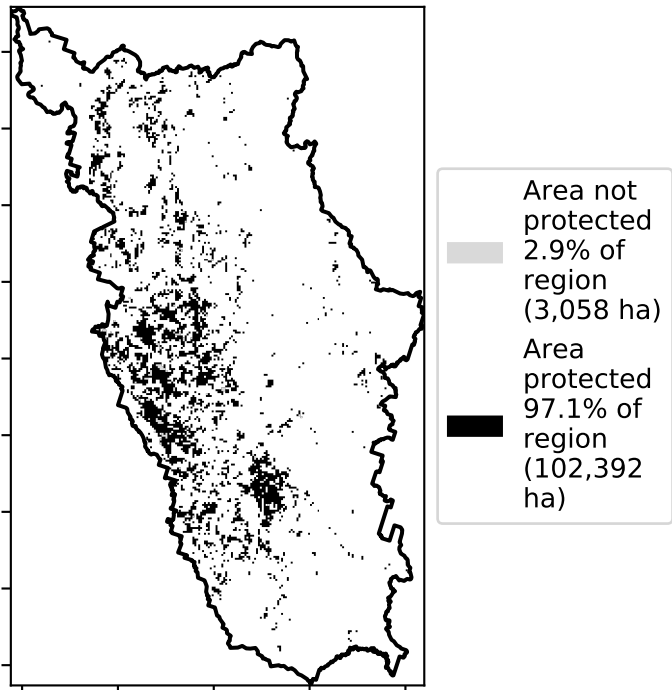 Area not
protected
2.9% of
region
(3,058 ha)
Area
protected
97.1% of
region
(102,392
ha)